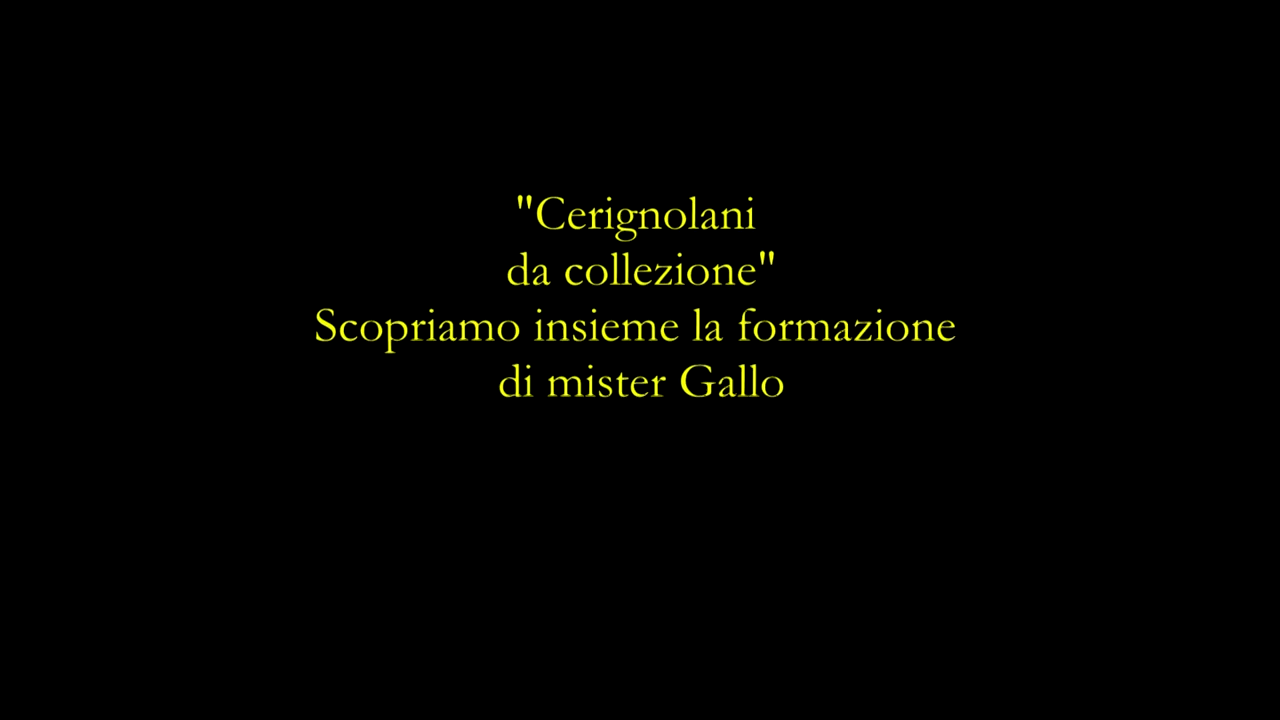 "Cerignolani
da collezione"
Scopriamo insieme la formazione
di mister Gallo